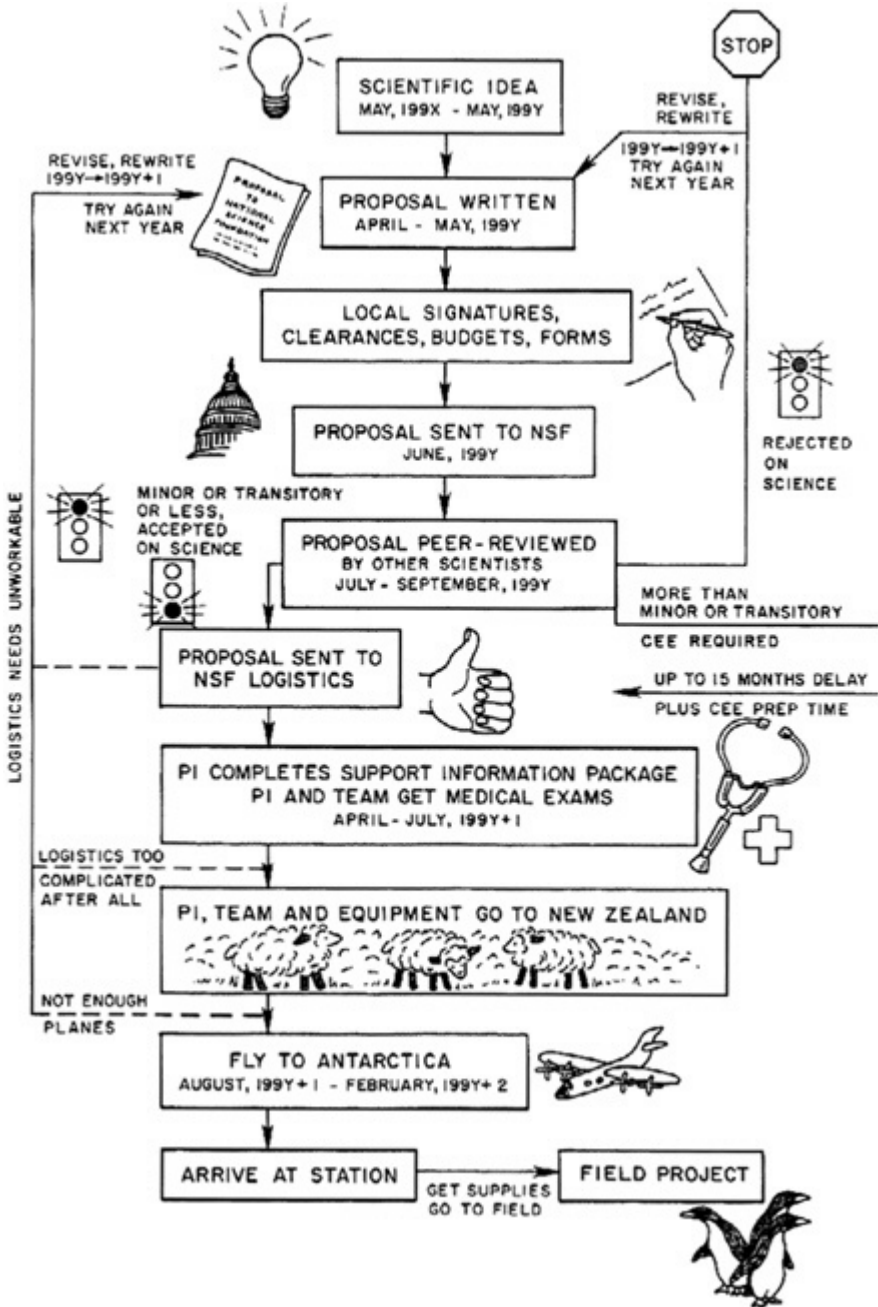 STOP
SCIENTIFIC IDEA
MAY, 199X - MAY, 199Y
REVISE,
REWRITE
199Y→199Y+1
TRY AGAIN
NEXT YEAR
REVISE, REWRITE
199Y→199Y+1
TRY AGAIN
NEXT YEAR
PROPOSAL
TO
NATIONAL
SCIENCE
FOUNDATION
PROPOSAL WRITTEN
APRIL - MAY, 199Y
LOCAL SIGNATURES,
CLEARANCES, BUDGETS, FORMS
PROPOSAL SENT TO NSF
JUNE, 199Y
REJECTED
ON
SCIENCE
MINOR OR TRANSITORY
OR LESS,
ACCEPTED
ON SCIENCE
PROPOSAL PEER-REVIEWED
BY OTHER SCIENTISTS
JULY - SEPTEMBER, 199Y
MORE THAN
MINOR OR TRANSITORY
CEE REQUIRED
LOGISTICS NEEDS UNWORKABLE
PROPOSAL SENT TO
NSF LOGISTICS
UP TO 15 MONTHS DELAY
PLUS CEE PREP TIME
PI COMPLETES SUPPORT INFORMATION PACKAGE
PI AND TEAM GET MEDICAL EXAMS
APRIL - JULY, 199Y+1
LOGISTICS TOO
COMPLICATED
AFTER ALL
PI, TEAM AND EQUIPMENT GO TO NEW ZEALAND
NOT ENOUGH
PLANES
FLY TO ANTARCTICA
AUGUST, 199Y+1 - FEBRUARY, 199Y+2
ARRIVE AT STATION
GET SUPPLIES
GO TO FIELD
FIELD PROJECT